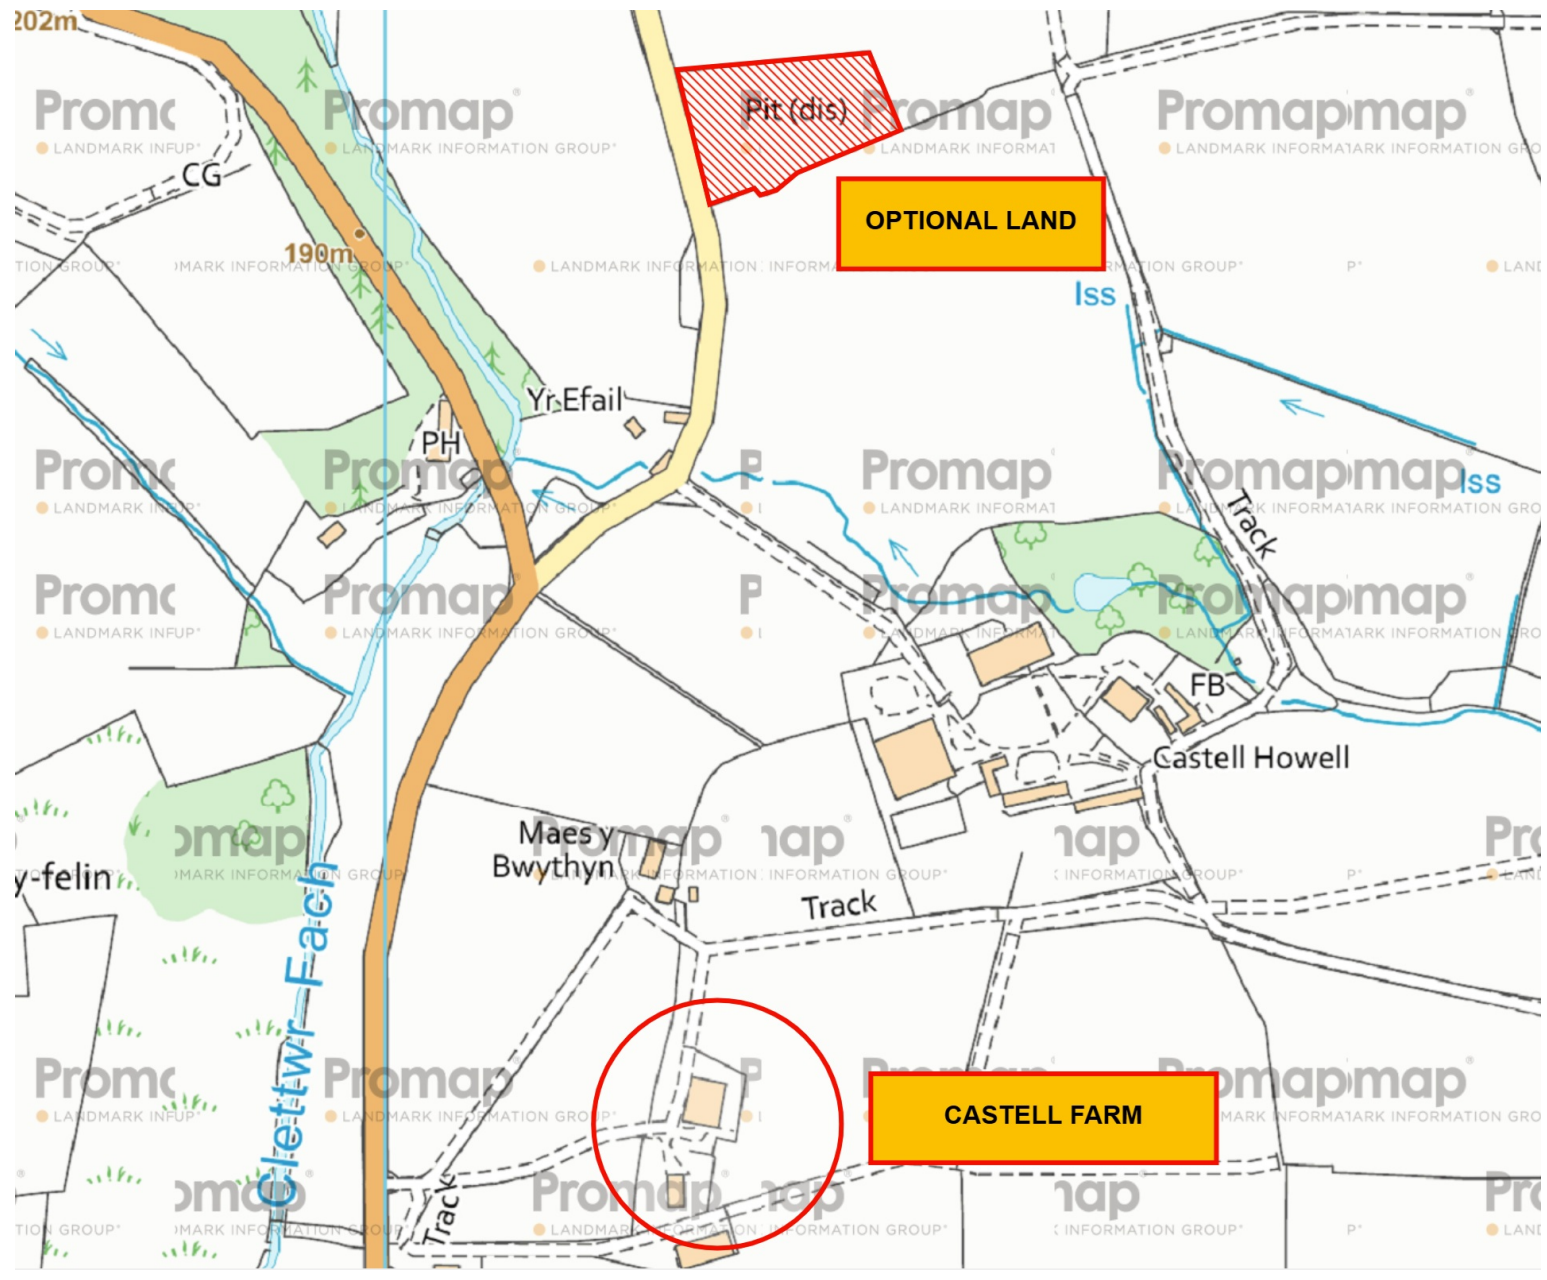 202m
Pit (dis)
CG
OPTIONAL LAND
190m
Iss
Yr Efail
PH
Iss
Track
FB
Castell Howell
Maes y
Bwythyn
y-felin
Track
Clettwr Fach
CASTELL FARM
Track
Promap
LANDMARK INFORMATION GROUP